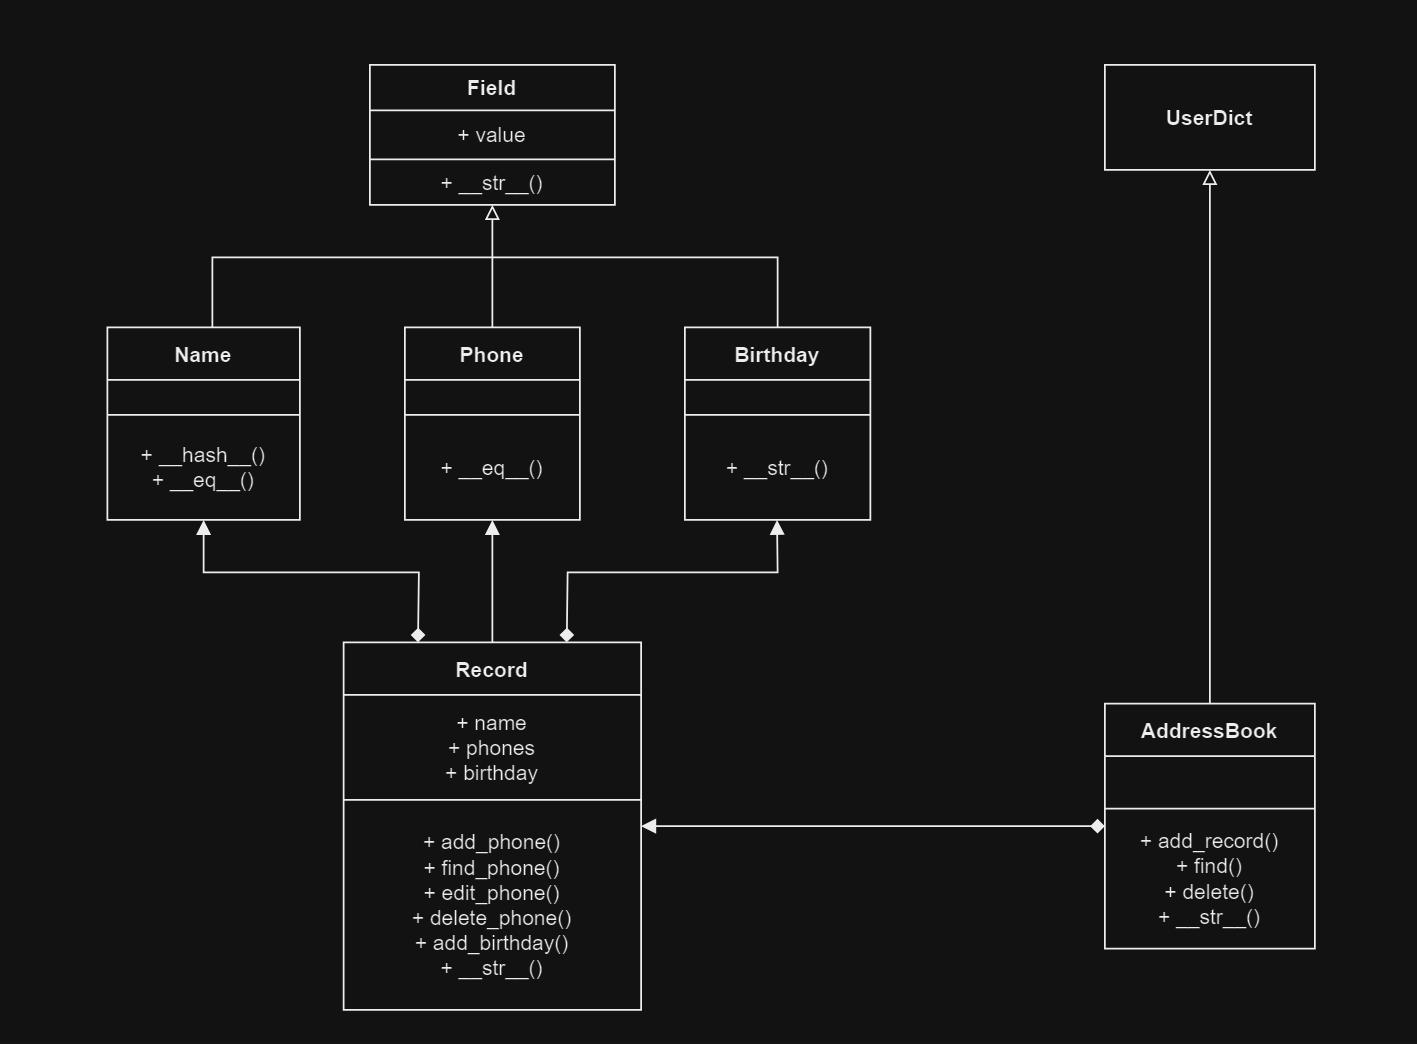 Field
+ value
+ __str__()
UserDict
Name
+ __hash__()
+ __eq__()
Phone
+ __eq__()
Birthday
+ __str__()
Record
+ name
+ phones
+ birthday
+ add_phone()
+ find_phone()
+ edit_phone()
+ delete_phone()
+ add_birthday()
+ __str__()
AddressBook
+ add_record()
+ find()
+ delete()
+ __str__()